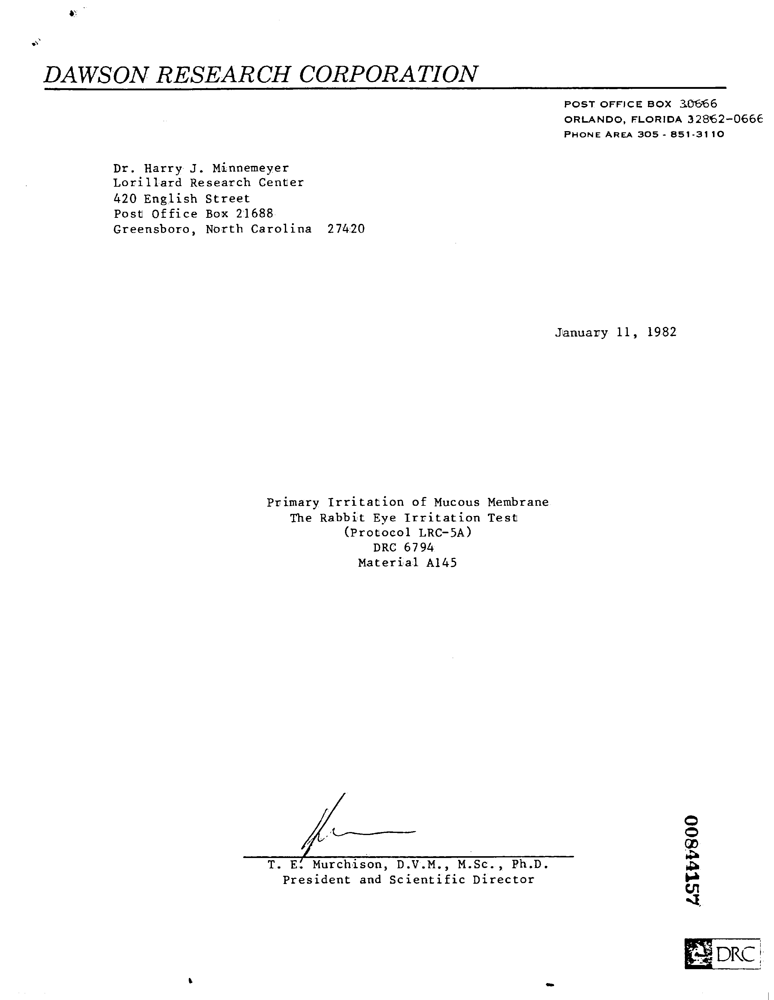 DAWSON RESEARCH CORPORATION
POST OFFICE BOX 30666
ORLANDO, FLORIDA 32862-0666
PHONE AREA 305 - 851-3110
Dr. Harry J. Minnemeyer
Lorillard Research Center
420 English Street
Post Office Box 21688
Greensboro, North Carolina 27420
January 11, 1982
Primary Irritation of Mucous Membrane
The Rabbit Eye Irritation Test
(Protocol LRC-5A)
DRC 6794
Material A145
T. E. Murchison, D.V.M., M.Sc., Ph.D.
President and Scientific Director
00844157
DRC